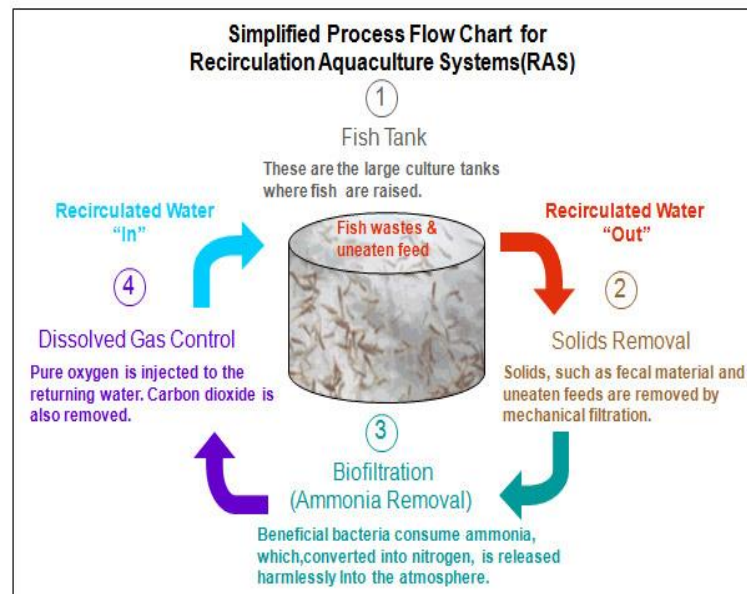 Simplified Process Flow Chart for
Recirculation Aquaculture Systems(RAS)
1
Fish Tank
These are the large culture tanks
where fish are raised.
Recirculated Water
“In”
Fish wastes &
uneaten feed
Recirculated Water
“Out”
2
Solids Removal
Solids, such as fecal material and
uneaten feeds are removed by
mechanical filtration.
3
Biofiltration
(Ammonia Removal)
Beneficial bacteria consume ammonia,
which,converted into nitrogen, is released
harmlessly Into the atmosphere.
4
Dissolved Gas Control
Pure oxygen is injected to the
returning water. Carbon dioxide is
also removed.